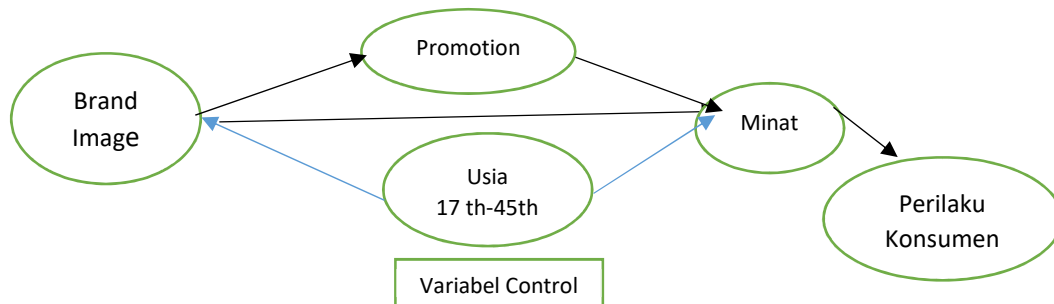 Promotion
Brand
Image
Minat
Usia
17 th-45th
Perilaku
Konsumen
Variabel Control